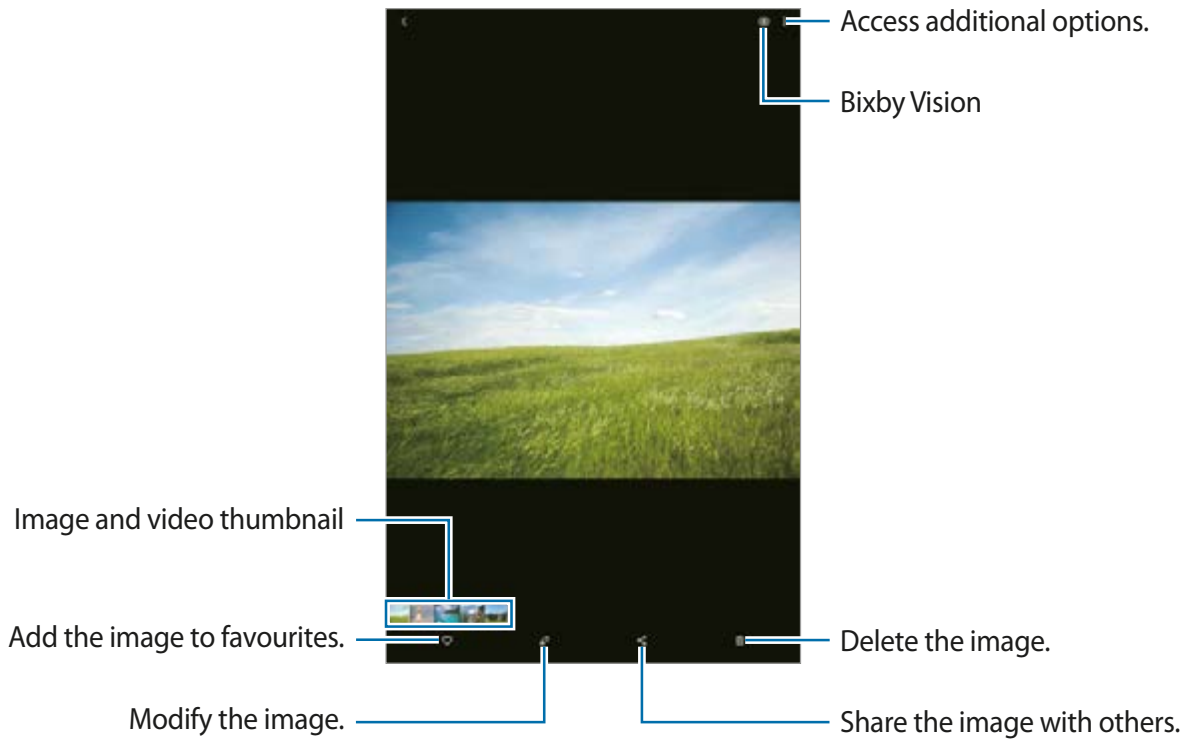 Access additional options.
Bixby Vision
Image and video thumbnail
Add the image to favourites.
Delete the image.
Modify the image.
Share the image with others.